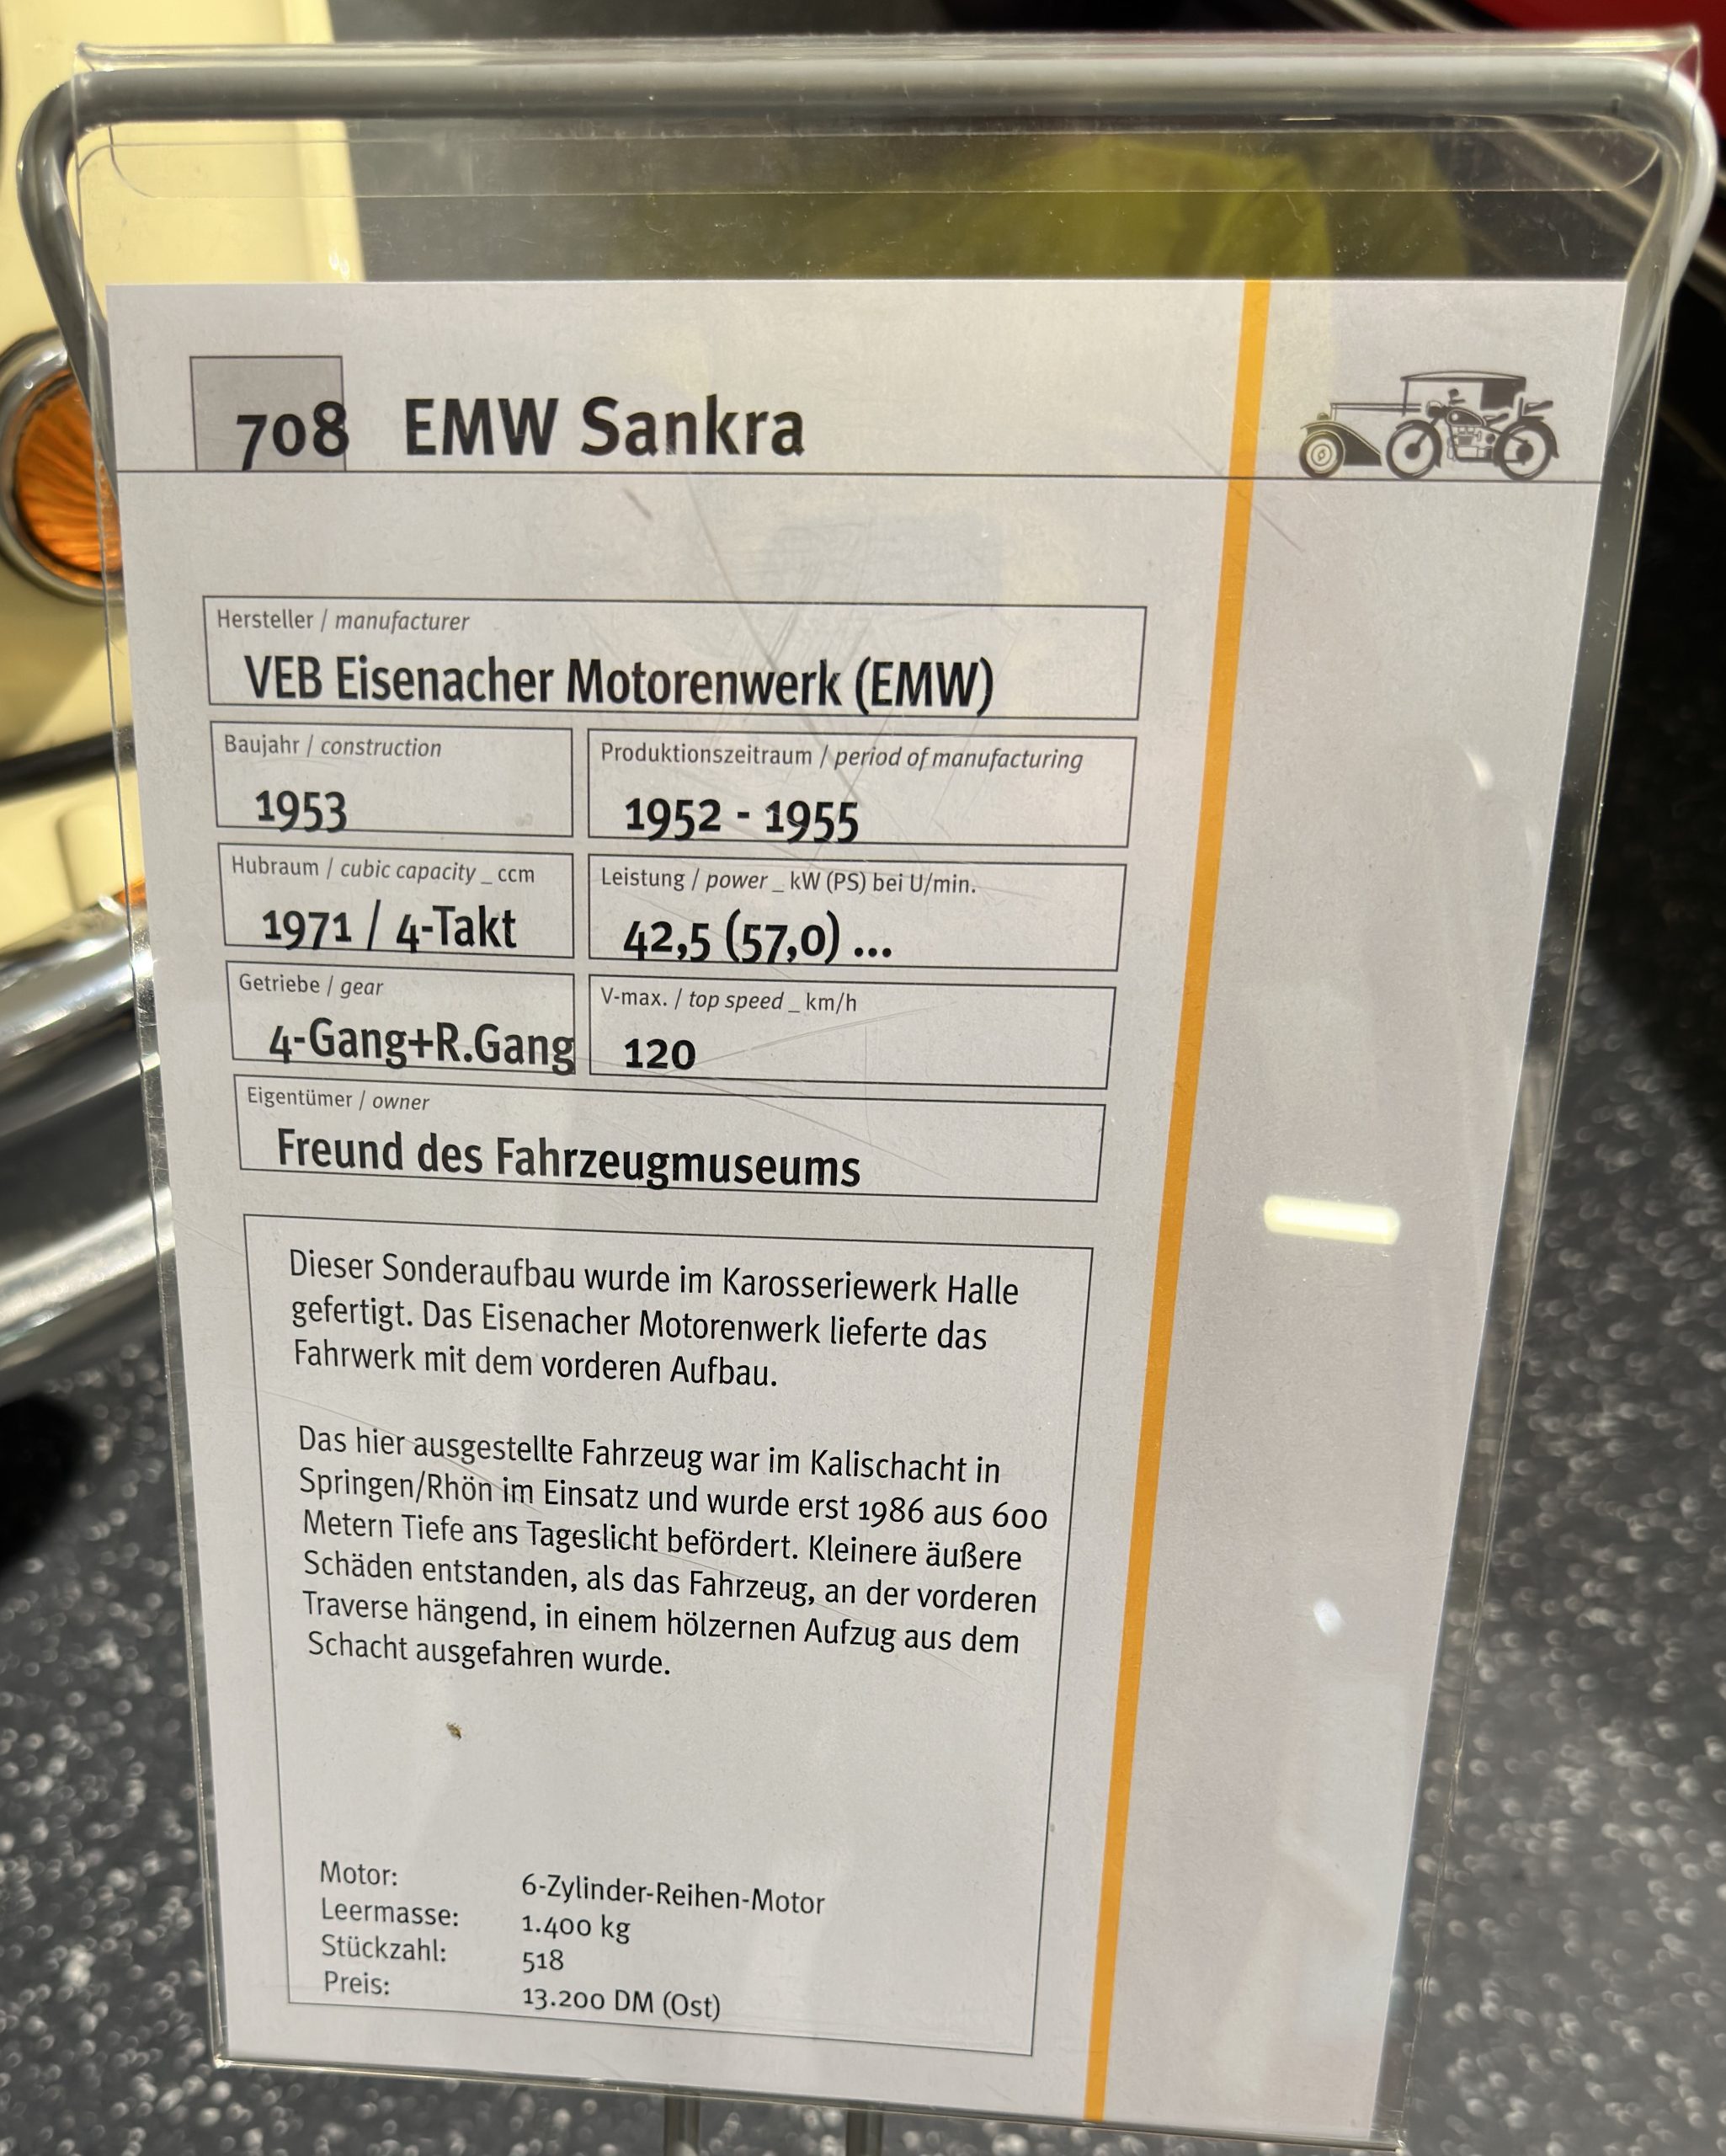 708 EMW Sankra
Hersteller / manufacturer
VEB Eisenacher Motorenwerk (EMW)
Baujahr / construction
1953
Produktionszeitraum / period of manufacturing
1952 - 1955
Hubraum / cubic capacity _ ccm
1971 / 4-Takt
Leistung / power _ kW (PS) bei U/min.
42,5 (57,0) ...
Getriebe / gear
4-Gang+R.Gang
V-max. / top speed _ km/h
120
Eigentümer / owner
Freund des Fahrzeugmuseums
Dieser Sonderaufbau wurde im Karosseriewerk Halle
gefertigt. Das Eisenacher Motorenwerk lieferte das
Fahrwerk mit dem vorderen Aufbau.
Das hier ausgestellte Fahrzeug war im Kalischacht in
Springen/Rhön im Einsatz und wurde erst 1986 aus 600
Metern Tiefe ans Tageslicht befördert. Kleinere äußere
Schäden entstanden, als das Fahrzeug, an der vorderen
Traverse hängend, in einem hölzernen Aufzug aus dem
Schacht ausgefahren wurde.
Motor: 6-Zylinder-Reihen-Motor
Leermasse: 1.400 kg
Stückzahl: 518
Preis: 13.200 DM (Ost)